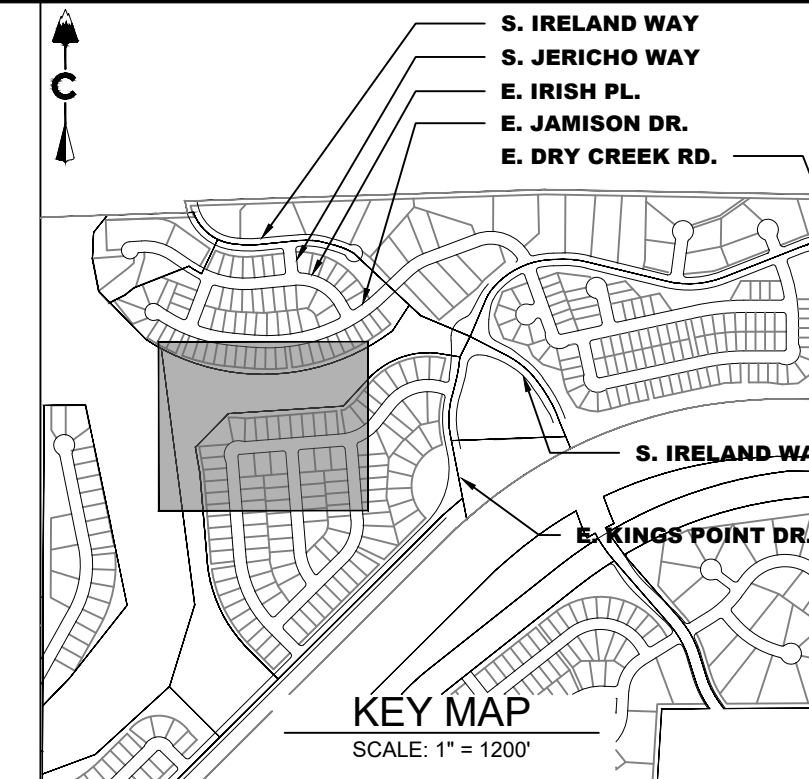 S. IRELAND WAY
S. JERICHO WAY
E. IRISH PL.
E. JAMISON DR.
E. DRY CREEK RD.
C
S. IRELAND WA
E. KINGS POINT DR.
KEY MAP
SCALE: 1" = 1200'